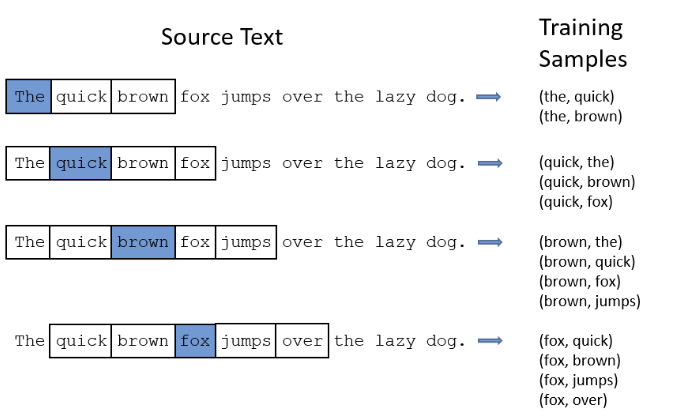 Source Text
Training
Samples
The quick brown fox jumps over the lazy dog.
(the, quick)
(the, brown)
The quick brown fox jumps over the lazy dog.
(quick, the)
(quick, brown)
(quick, fox)
The quick brown fox jumps over the lazy dog.
(brown, the)
(brown, quick)
(brown, fox)
(brown, jumps)
The quick brown fox jumps over the lazy dog.
(fox, quick)
(fox, brown)
(fox, jumps)
(fox, over)